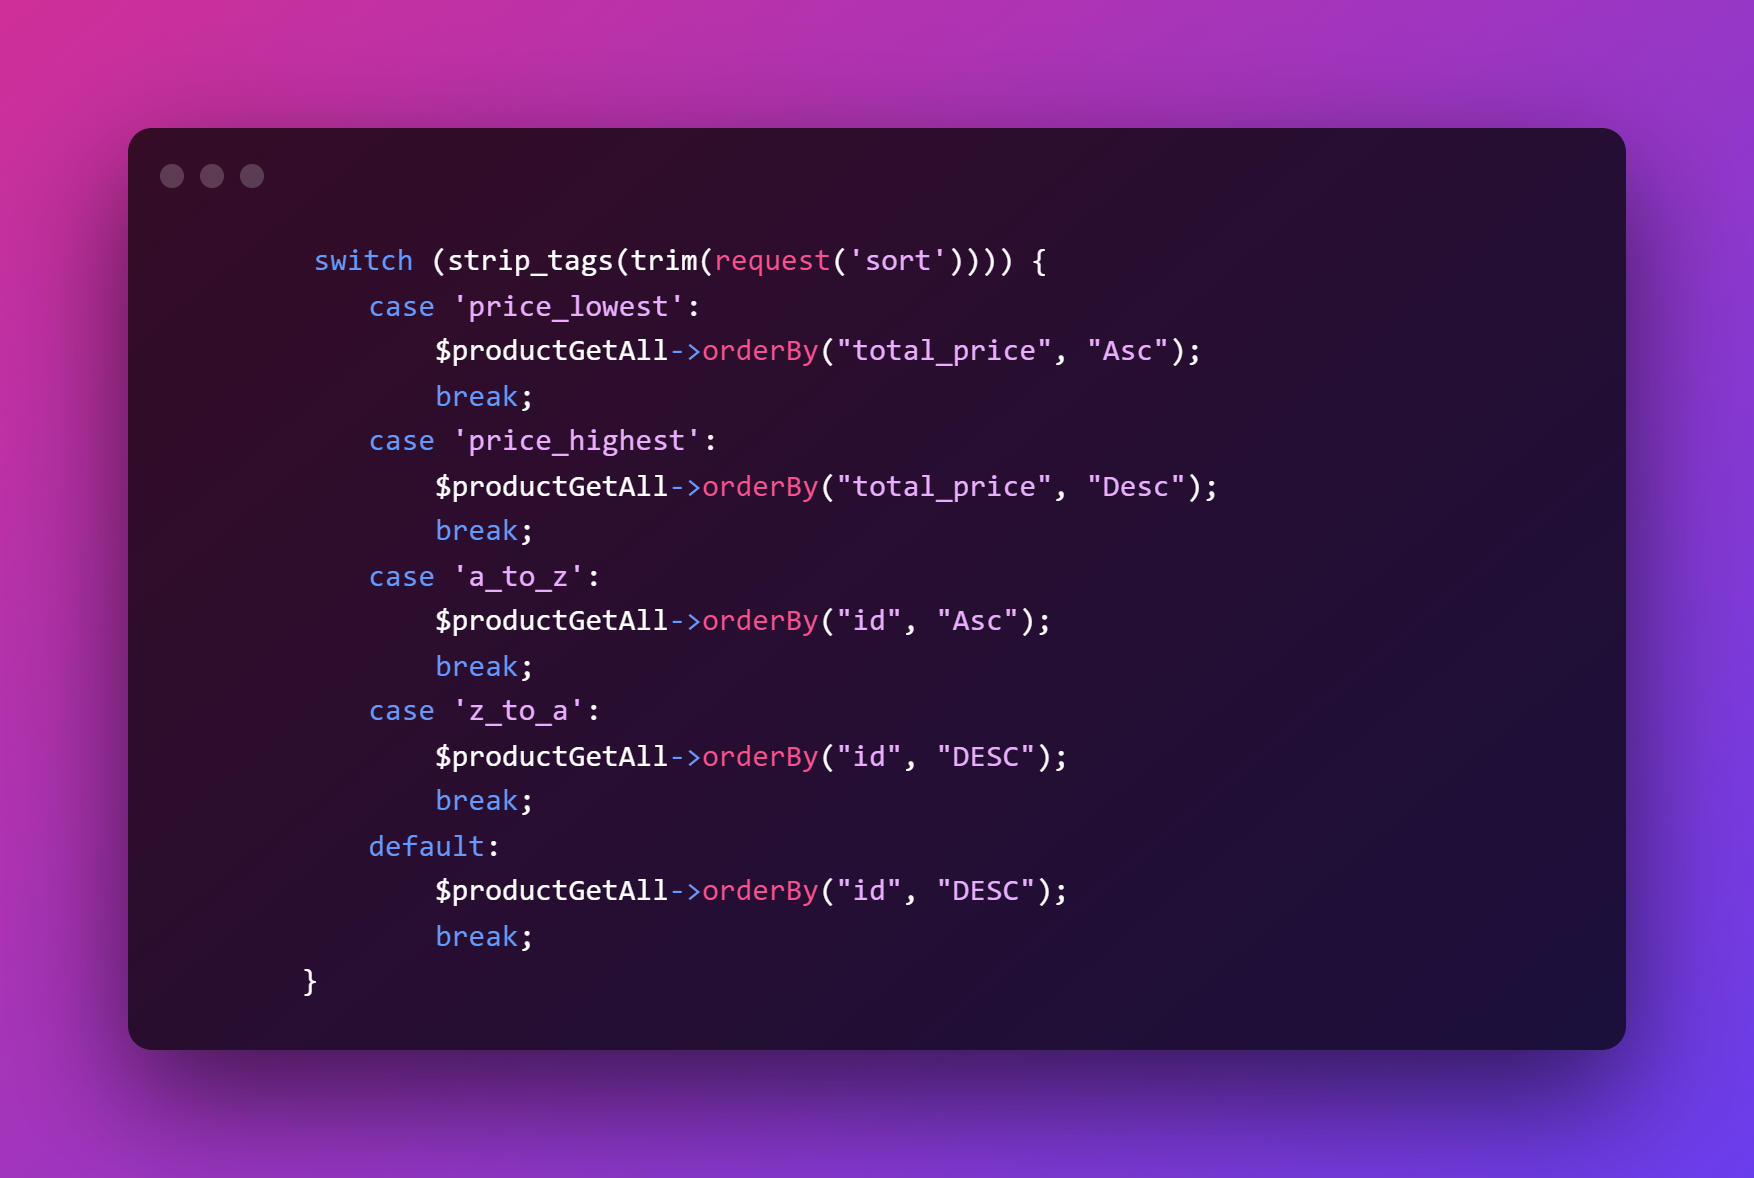 switch (strip_tags(trim(request('sort')))) {
case 'price_lowest':
$productGetAll->orderBy("total_price", "Asc");
break;
case 'price_highest':
$productGetAll->orderBy("total_price", "Desc");
break;
case 'a_to_z':
$productGetAll->orderBy("id", "Asc");
break;
case 'z_to_a':
$productGetAll->orderBy("id", "DESC");
break;
default:
$productGetAll->orderBy("id", "DESC");
break;
}